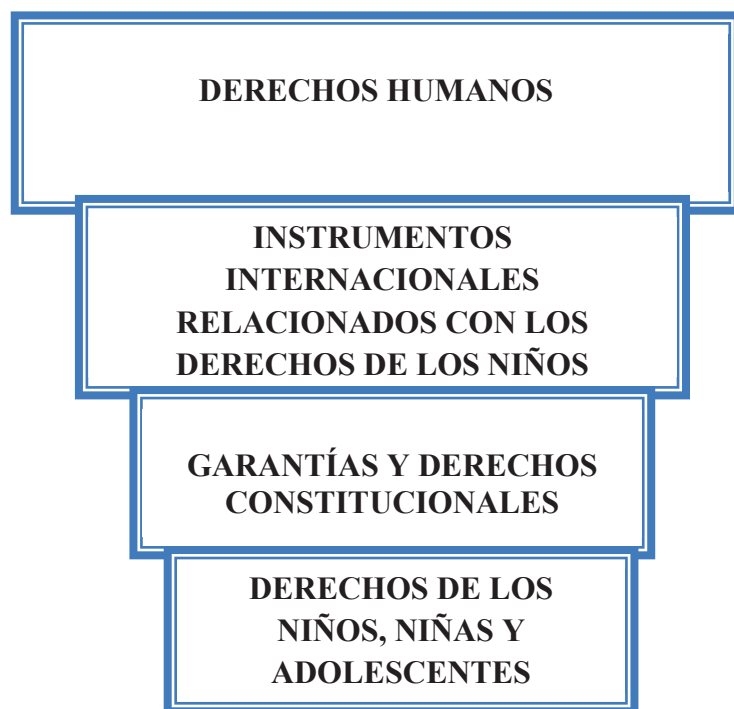 DERECHOS HUMANOS
INSTRUMENTOS
INTERNACIONALES
RELACIONADOS CON LOS
DERECHOS DE LOS NIÑOS
GARANTÍAS Y DERECHOS
CONSTITUCIONALES
DERECHOS DE LOS
NIÑOS, NIÑAS Y
ADOLESCENTES